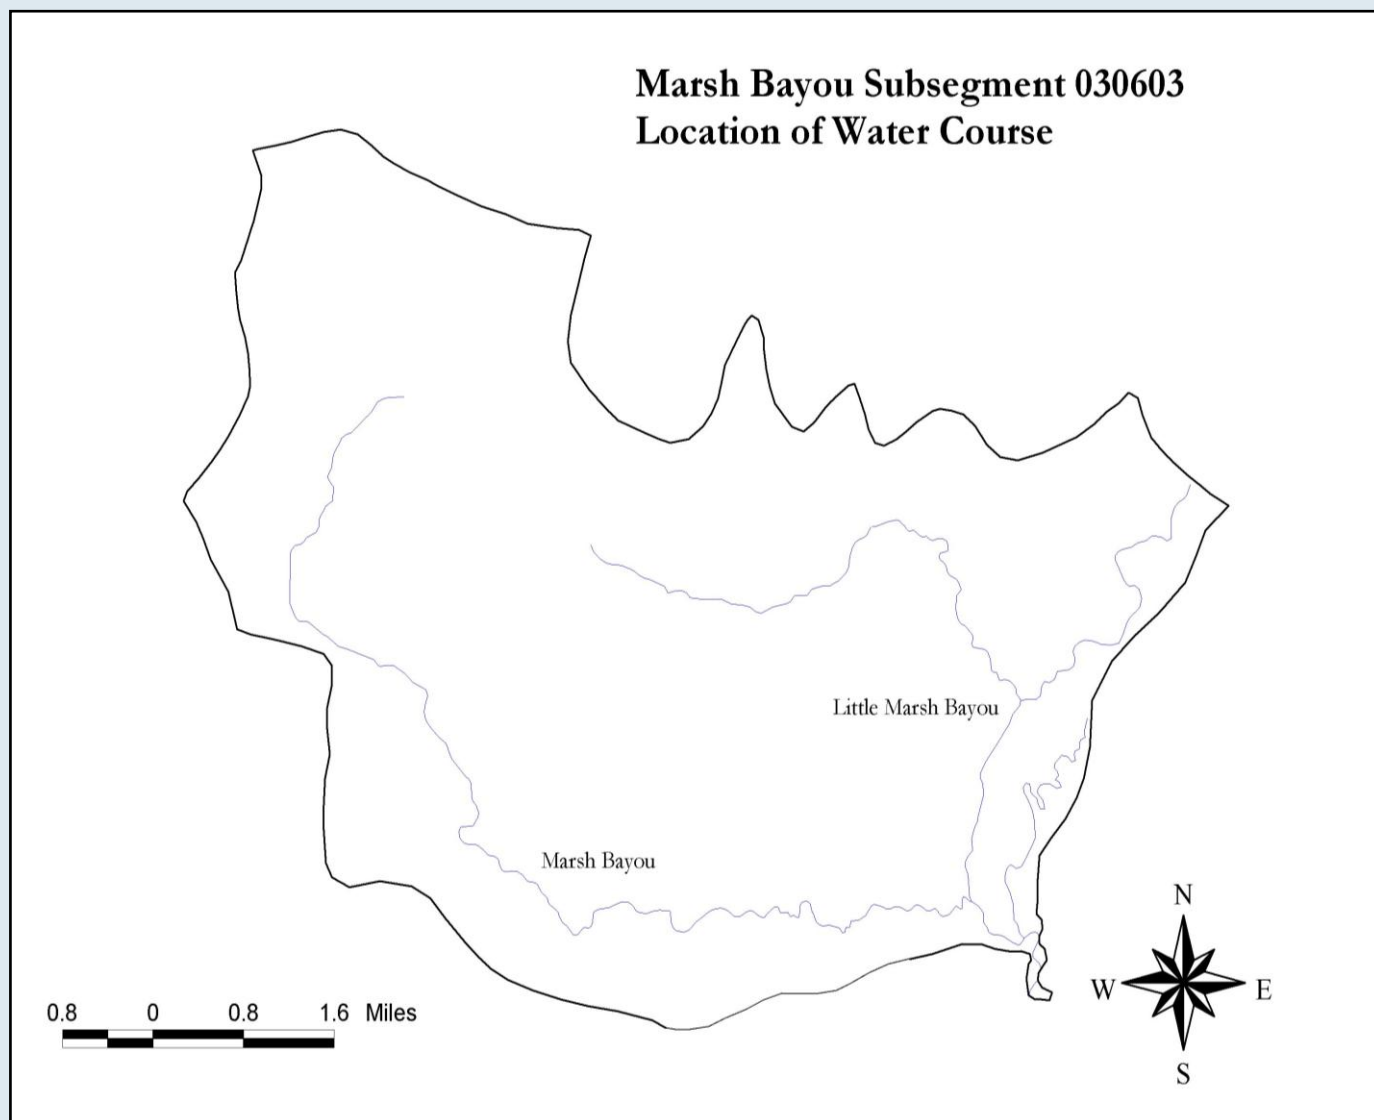 Marsh Bayou Subsegment 030603
Location of Water Course
Little Marsh Bayou
Marsh Bayou
N
W E
S
0.8 0 0.8 1.6 Miles